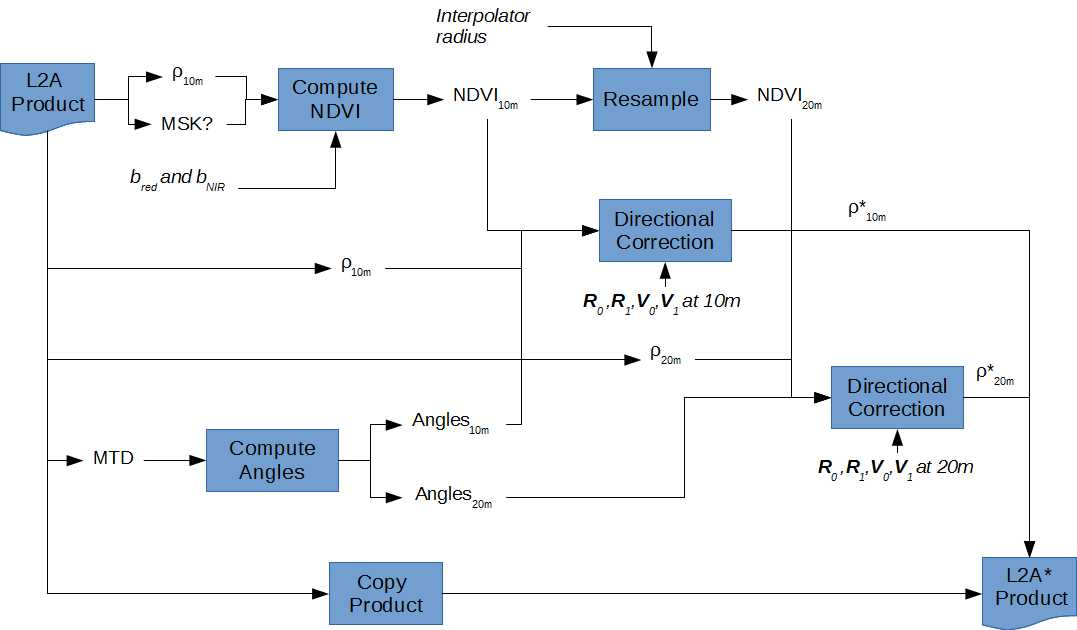 Interpolator
radius
L2A
Product
ρ10m
MSK?
Compute
NDVI
NDVI10m
Resample
NDVI20m
bred and bNIR
Directional
Correction
ρ*10m
ρ10m
R0 ,R1,V0,V1 at 10m
ρ20m
Directional
Correction
ρ*20m
Angles10m
MTD
Compute
Angles
R0 ,R1,V0,V1 at 20m
Angles20m
Copy
Product
L2A*
Product